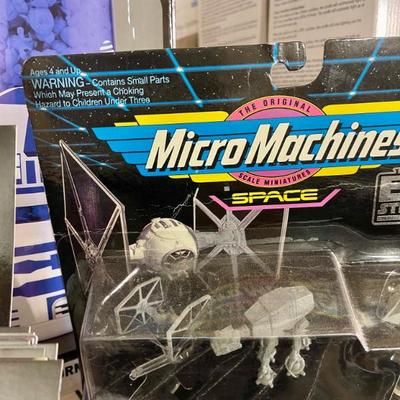 Ages 4 and Up
WARNING - Contains Small Parts
Which May Present a Choking
Hazard to Children Under Three
THE ORIGINAL
Micro Machines
SCALE MINIATURES
SPACE